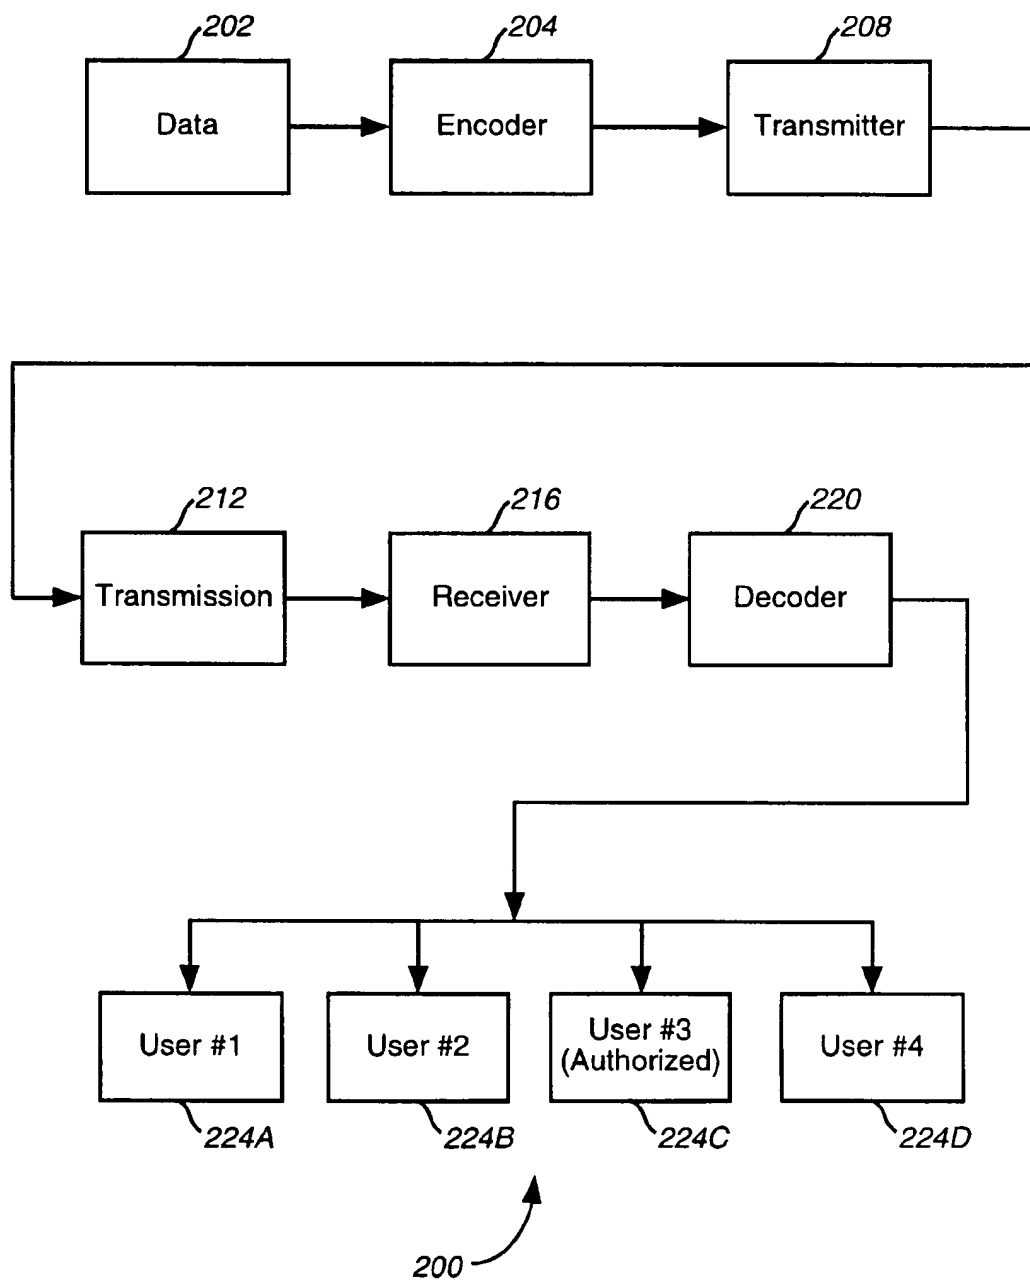 202
204
208
Data
Encoder
Transmitter
212
216
220
Transmission
Receiver
Decoder
User #1
User #2
User #3
(Authorized)
User #4
224A
224B
224C
224D
200